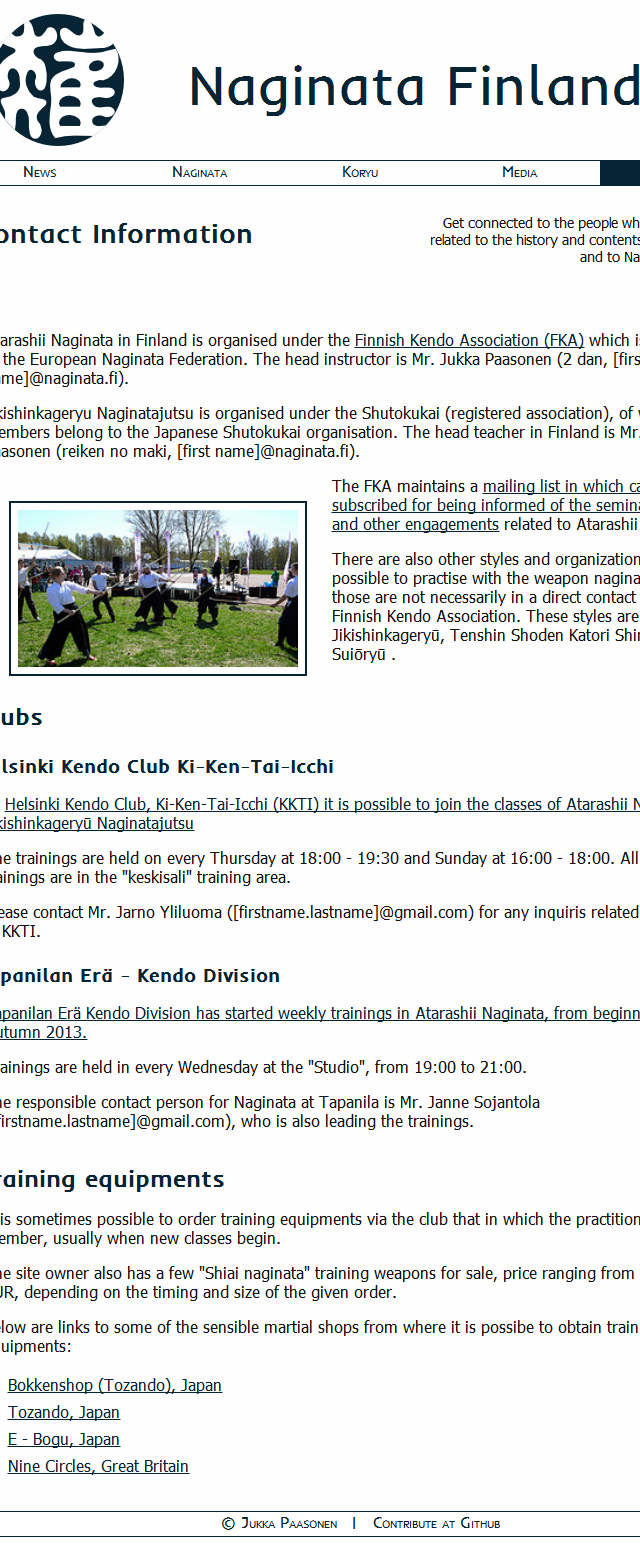 Naginata Finland
News Naginata Koryu Media
ontact Information
Get connected to the people wh
related to the history and contents
and to Na
arashii Naginata in Finland is organised under the Finnish Kendo Association (FKA) which i
the European Naginata Federation. The head instructor is Mr. Jukka Paasonen (2 dan, [firs
me]@naginata.fi).
kishinkageryu Naginatajutsu is organised under the Shutokukai (registered association), of
embers belong to the Japanese Shutokukai organisation. The head teacher in Finland is Mr.
aasonen (reiken no maki, [first name]@naginata.fi).
The FKA maintains a mailing list in which ca
subscribed for being informed of the semina
and other engagements related to Atarashii
There are also other styles and organization
possible to practise with the weapon nagina
those are not necessarily in a direct contact
Finnish Kendo Association. These styles are
Jikishinkageryū, Tenshin Shoden Katori Shin
Suiōryū .
ubs
lsinki Kendo Club Ki-Ken-Tai-Icchi
Helsinki Kendo Club, Ki-Ken-Tai-Icchi (KKTI) it is possible to join the classes of Atarashii N
kishinkageryū Naginatajutsu
he trainings are held on every Thursday at 18:00 - 19:30 and Sunday at 16:00 - 18:00. All
ainings are in the "keskisali" training area.
ease contact Mr. Jarno Yliluoma ([firstname.lastname]@gmail.com) for any inquiris related
KKTI.
panilan Erä - Kendo Division
apanilan Erä Kendo Division has started weekly trainings in Atarashii Naginata, from beginn
utumn 2013.
rainings are held in every Wednesday at the "Studio", from 19:00 to 21:00.
he responsible contact person for Naginata at Tapanila is Mr. Janne Sojantola
firstname.lastname]@gmail.com), who is also leading the trainings.
raining equipments
is sometimes possible to order training equipments via the club that in which the practition
ember, usually when new classes begin.
he site owner also has a few "Shiai naginata" training weapons for sale, price ranging from
UR, depending on the timing and size of the given order.
elow are links to some of the sensible martial shops from where it is possibe to obtain train
quipments:
Bokkenshop (Tozando), Japan
Tozando, Japan
E - Bogu, Japan
Nine Circles, Great Britain
© Jukka Paasonen | Contribute at Github